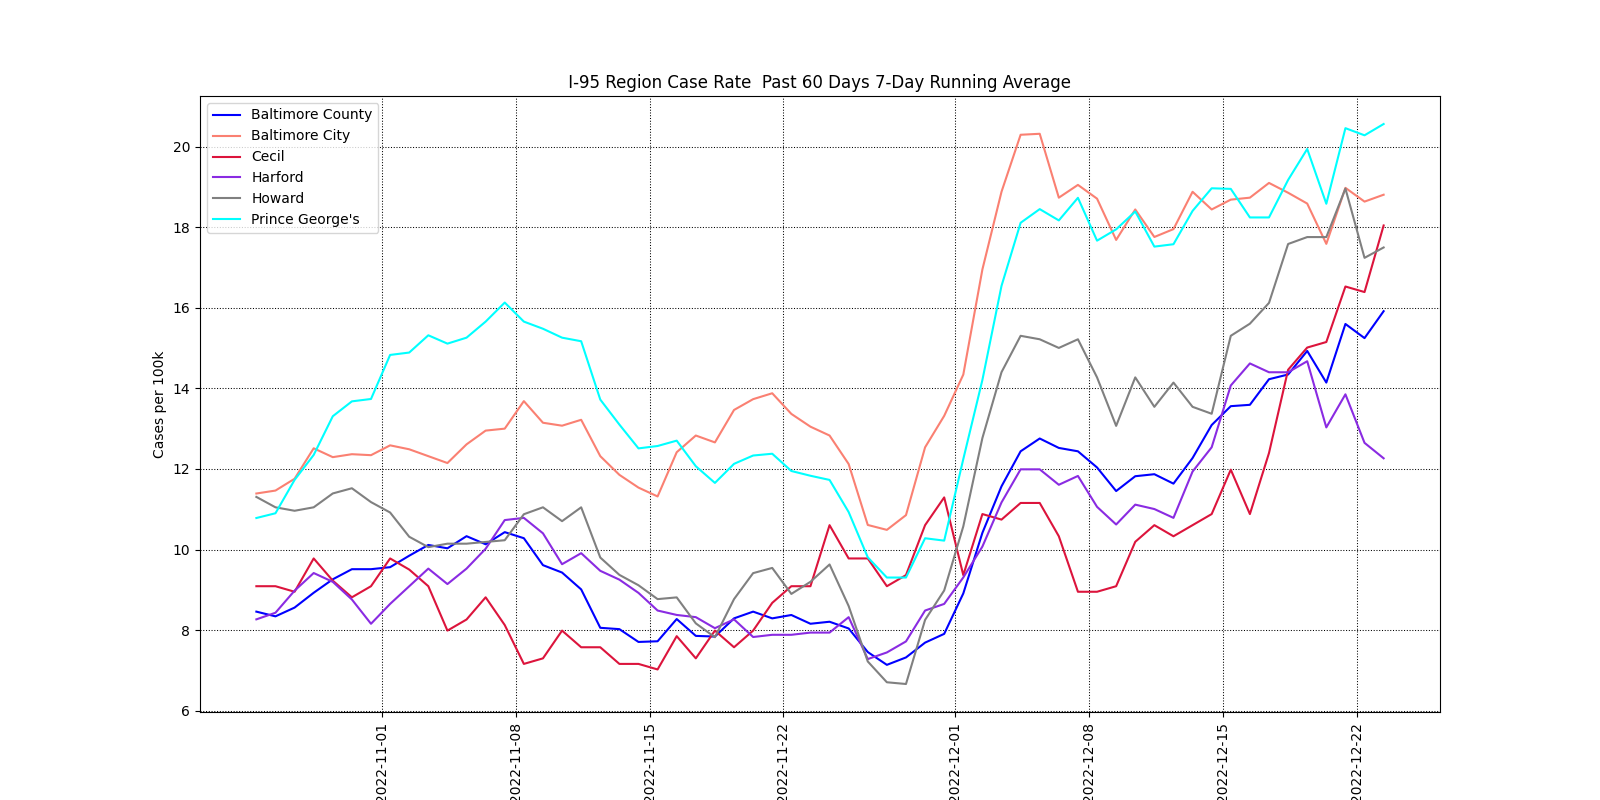 I-95 Region Case Rate  Past 60 Days 7-Day Running Average
Baltimore County
Baltimore City
Cecil
Harford
Howard
Prince George's
Cases per 100k
20
18
16
14
12
10
8
6
2022-11-01
2022-11-08
2022-11-15
2022-11-22
2022-12-01
2022-12-08
2022-12-15
2022-12-22